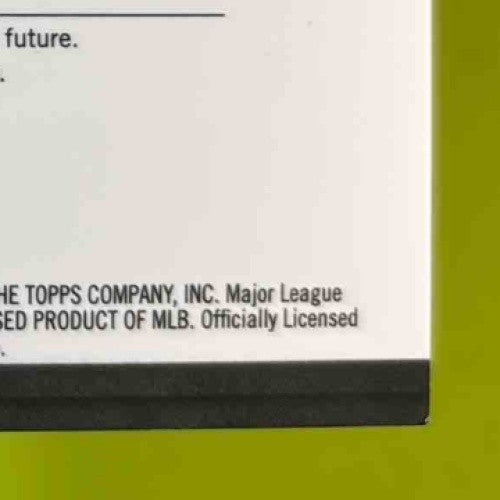 future.
.
HE TOPPS COMPANY, INC. Major League
SED PRODUCT OF MLB. Officially Licensed
.